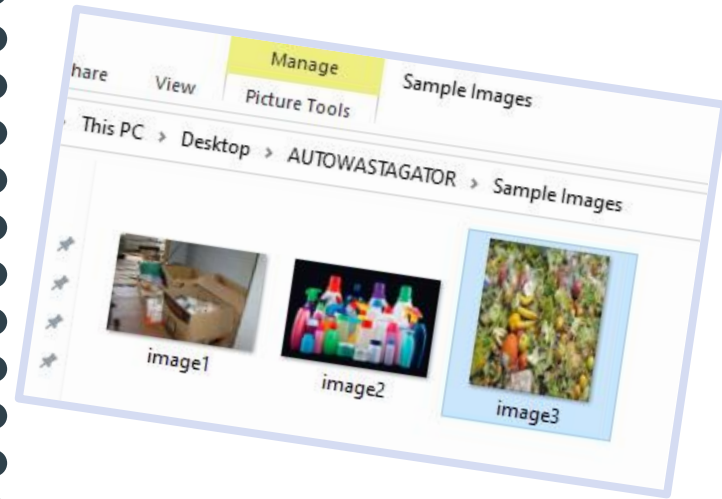 Manage
Sample Images
hare View Picture Tools
This PC > Desktop > AUTOWASTAGATOR > Sample Images
image1 image2 image3